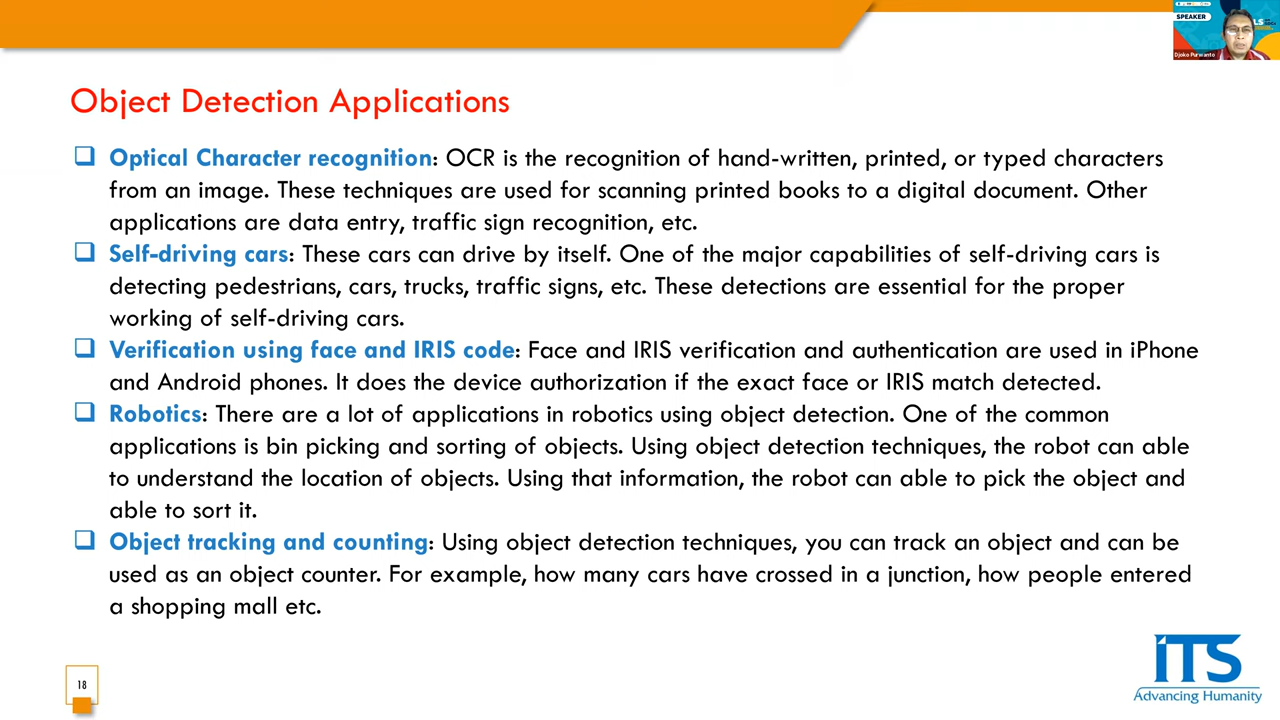 SPEAKER
Djoko Purwanto
Object Detection Applications
Optical Character recognition: OCR is the recognition of hand-written, printed, or typed characters
from an image. These techniques are used for scanning printed books to a digital document. Other
applications are data entry, traffic sign recognition, etc.
Self-driving cars: These cars can drive by itself. One of the major capabilities of self-driving cars is
detecting pedestrians, cars, trucks, traffic signs, etc. These detections are essential for the proper
working of self-driving cars.
Verification using face and IRIS code: Face and IRIS verification and authentication are used in iPhone
and Android phones. It does the device authorization if the exact face or IRIS match detected.
Robotics: There are a lot of applications in robotics using object detection. One of the common
applications is bin picking and sorting of objects. Using object detection techniques, the robot can able
to understand the location of objects. Using that information, the robot can able to pick the object and
able to sort it.
Object tracking and counting: Using object detection techniques, you can track an object and can be
used as an object counter. For example, how many cars have crossed in a junction, how people entered
a shopping mall etc.
18
ITS
Advancing Humanity